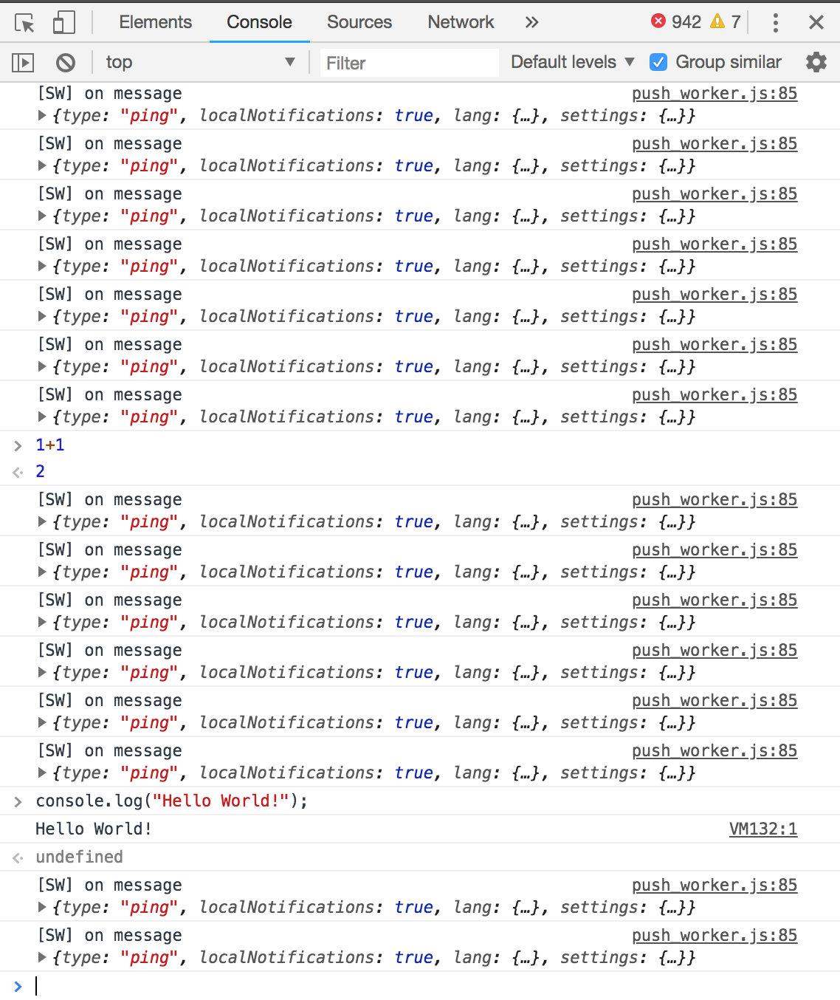 Elements Console Sources Network » 942 7
top ▼ Filter Default levels ▼ Group similar
[SW] on message push_worker.js:85
{type: "ping", localNotifications: true, lang: {…}, settings: {…}}
[SW] on message push_worker.js:85
{type: "ping", localNotifications: true, lang: {…}, settings: {…}}
[SW] on message push_worker.js:85
{type: "ping", localNotifications: true, lang: {…}, settings: {…}}
[SW] on message push_worker.js:85
{type: "ping", localNotifications: true, lang: {…}, settings: {…}}
[SW] on message push_worker.js:85
{type: "ping", localNotifications: true, lang: {…}, settings: {…}}
[SW] on message push_worker.js:85
{type: "ping", localNotifications: true, lang: {…}, settings: {…}}
[SW] on message push_worker.js:85
{type: "ping", localNotifications: true, lang: {…}, settings: {…}}
> 1+1
2
[SW] on message push_worker.js:85
{type: "ping", localNotifications: true, lang: {…}, settings: {…}}
[SW] on message push_worker.js:85
{type: "ping", localNotifications: true, lang: {…}, settings: {…}}
[SW] on message push_worker.js:85
{type: "ping", localNotifications: true, lang: {…}, settings: {…}}
[SW] on message push_worker.js:85
{type: "ping", localNotifications: true, lang: {…}, settings: {…}}
[SW] on message push_worker.js:85
{type: "ping", localNotifications: true, lang: {…}, settings: {…}}
[SW] on message push_worker.js:85
{type: "ping", localNotifications: true, lang: {…}, settings: {…}}
> console.log("Hello World!");
Hello World! VM132:1
undefined
[SW] on message push_worker.js:85
{type: "ping", localNotifications: true, lang: {…}, settings: {…}}
[SW] on message push_worker.js:85
{type: "ping", localNotifications: true, lang: {…}, settings: {…}}
>